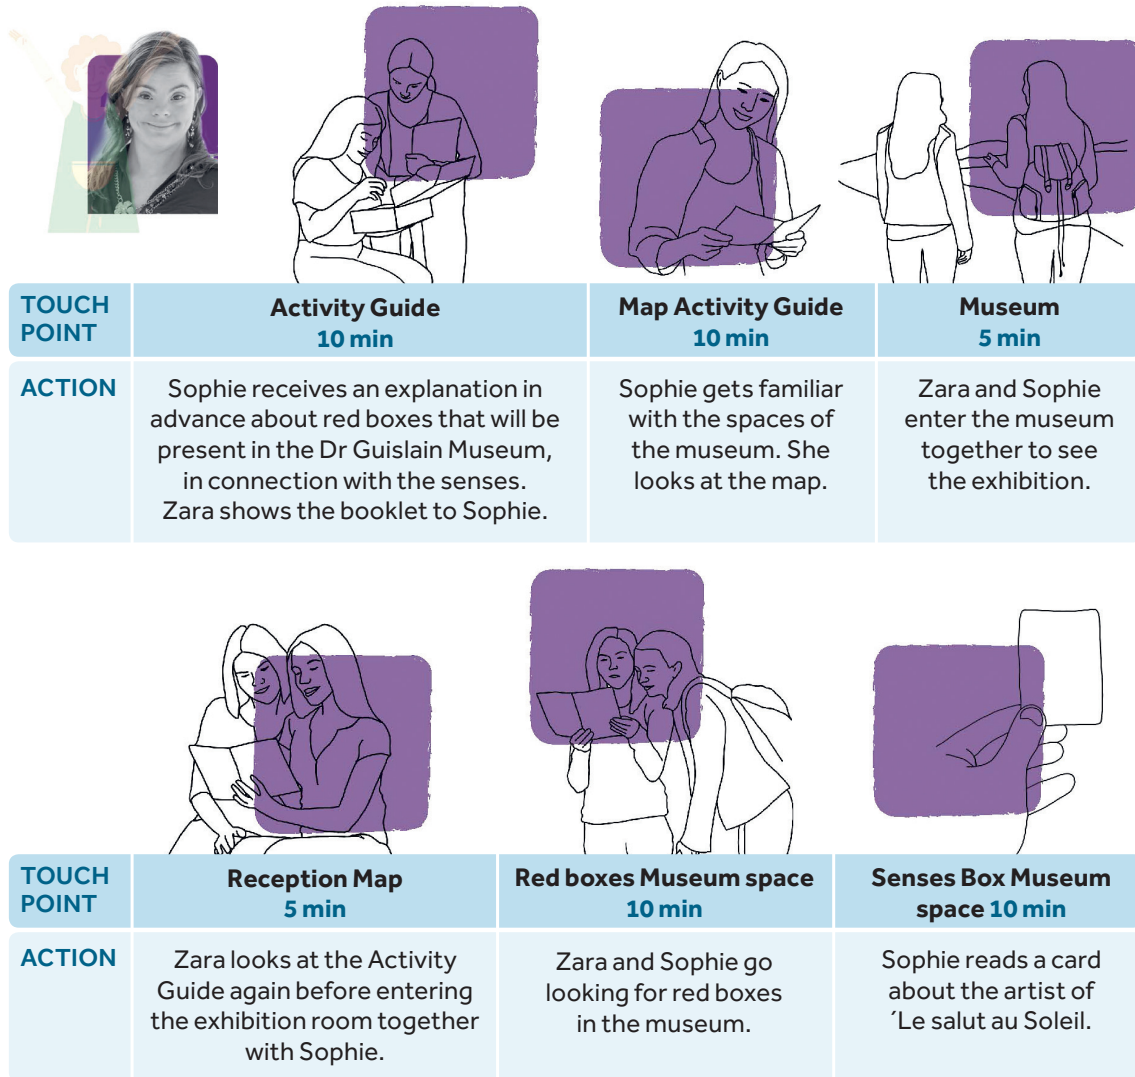 TOUCH POINT
Activity Guide
10 min
Map Activity Guide
10 min
Museum
5 min
ACTION
Sophie receives an explanation in
advance about red boxes that will be
present in the Dr Guislain Museum,
in connection with the senses.
Zara shows the booklet to Sophie.
Sophie gets familiar
with the spaces of
the museum. She
looks at the map.
Zara and Sophie
enter the museum
together to see
the exhibition.
TOUCH POINT
Reception Map
5 min
Red boxes Museum space
10 min
Senses Box Museum
space 10 min
ACTION
Zara looks at the Activity
Guide again before entering
the exhibition room together
with Sophie.
Zara and Sophie go
looking for red boxes
in the museum.
Sophie reads a card
about the artist of
´Le salut au Soleil.